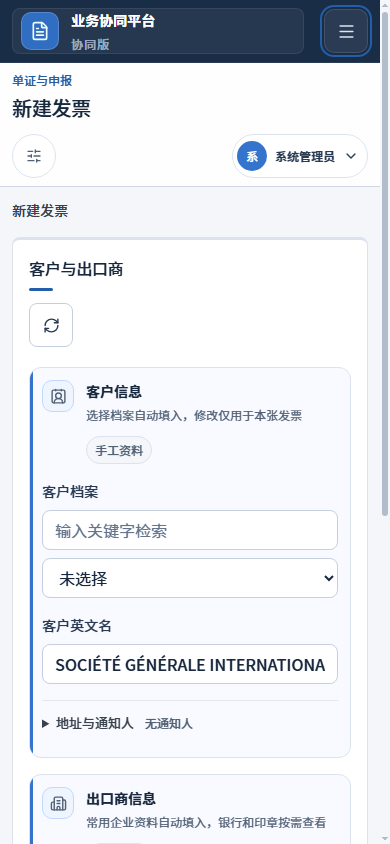 业务协同平台
协同版
单证与申报
新建发票
系 系统管理员
新建发票
客户与出口商
客户信息
选择档案自动填入，修改仅用于本张发票
手工资料
客户档案
输入关键字检索
未选择
客户英文名
SOCIÉTÉ GÉNÉRALE INTERNATIONA
地址与通知人 无通知人
出口商信息
常用企业资料自动填入，银行和印章按需查看